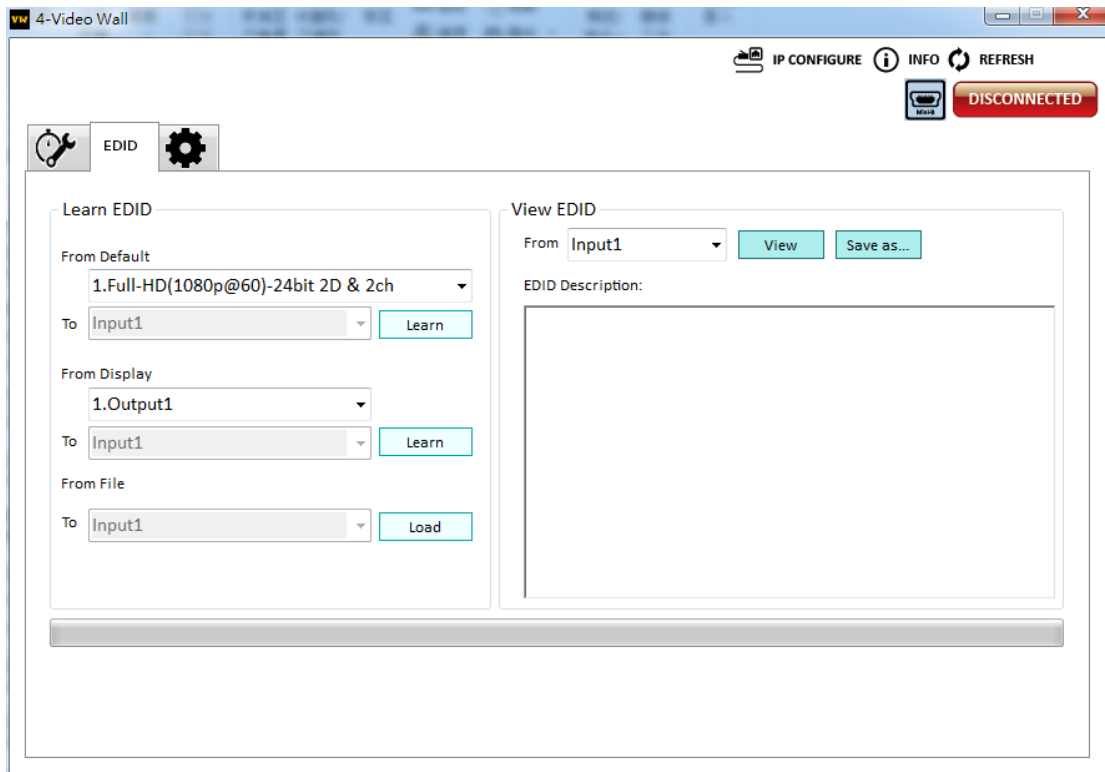 VW 4-Video Wall
IP CONFIGURE INFO REFRESH
DISCONNECTED
EDID
Learn EDID
From Default
1.Full-HD(1080p@60)-24bit 2D & 2ch
To Input1 Learn
From Display
1.Output1
To Input1 Learn
From File
To Input1 Load
View EDID
From Input1 View Save as...
EDID Description: